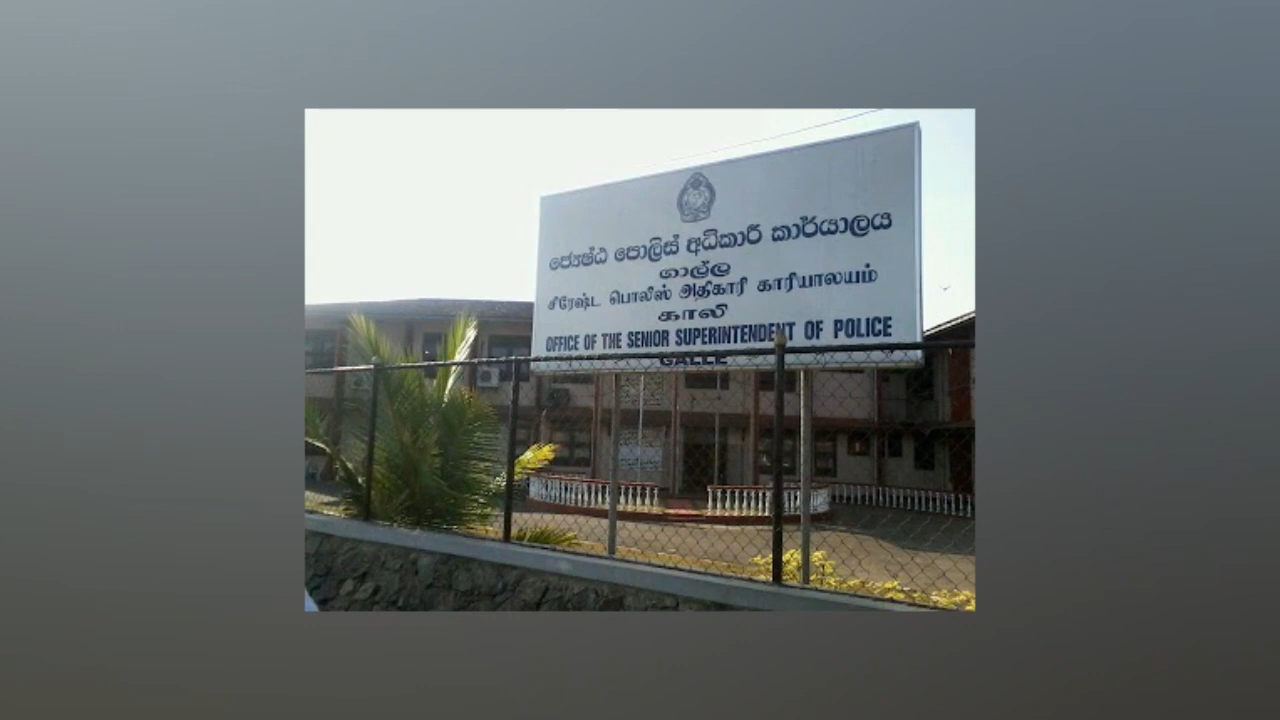 ජ්‍යෙෂ්ඨ පොලිස් අධිකාරී කාර්යාලය
ගාල්ල
சிரேஷ்ட பொலீஸ் அதிகாரி காரியாலயம்
காலி
OFFICE OF THE SENIOR SUPERINTENDENT OF POLICE
GALLE